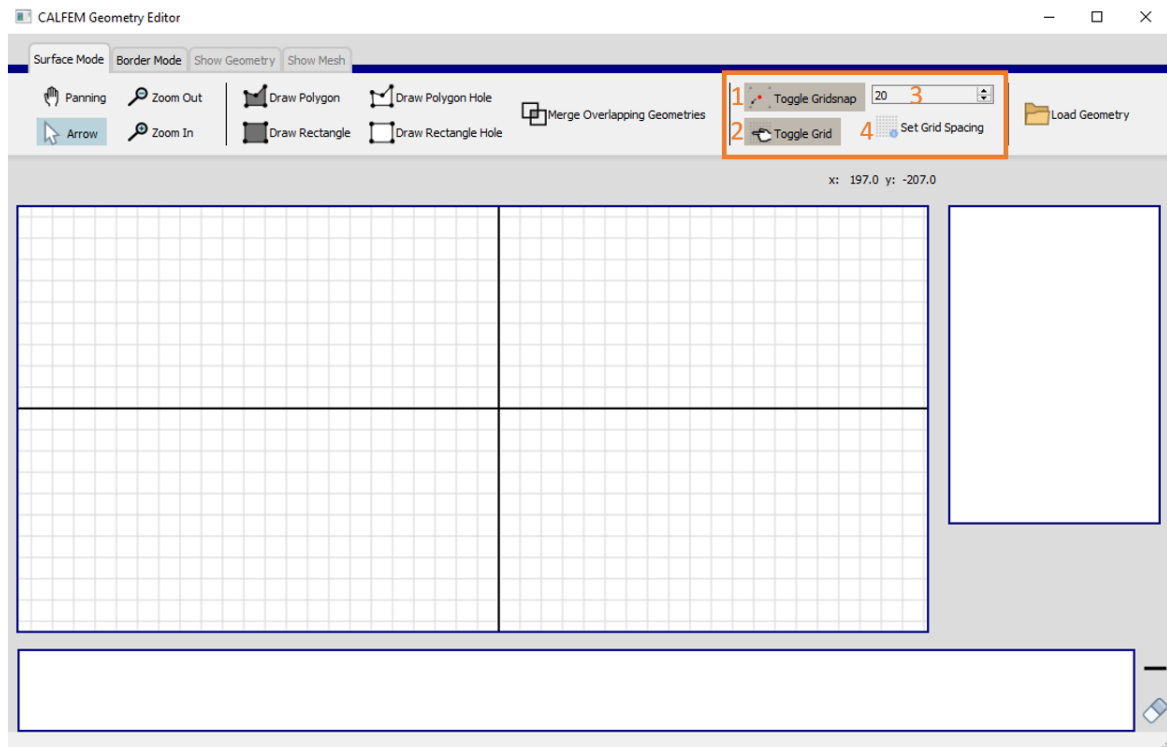 CALFEM Geometry Editor
Surface Mode Border Mode Show Geometry Show Mesh
Panning Zoom Out Draw Polygon Draw Polygon Hole 1 Toggle Gridsnap 20 3
Merge Overlapping Geometries Load Geometry
Arrow Zoom In Draw Rectangle Draw Rectangle Hole 2 Toggle Grid 4 Set Grid Spacing
x: 197.0 y: -207.0